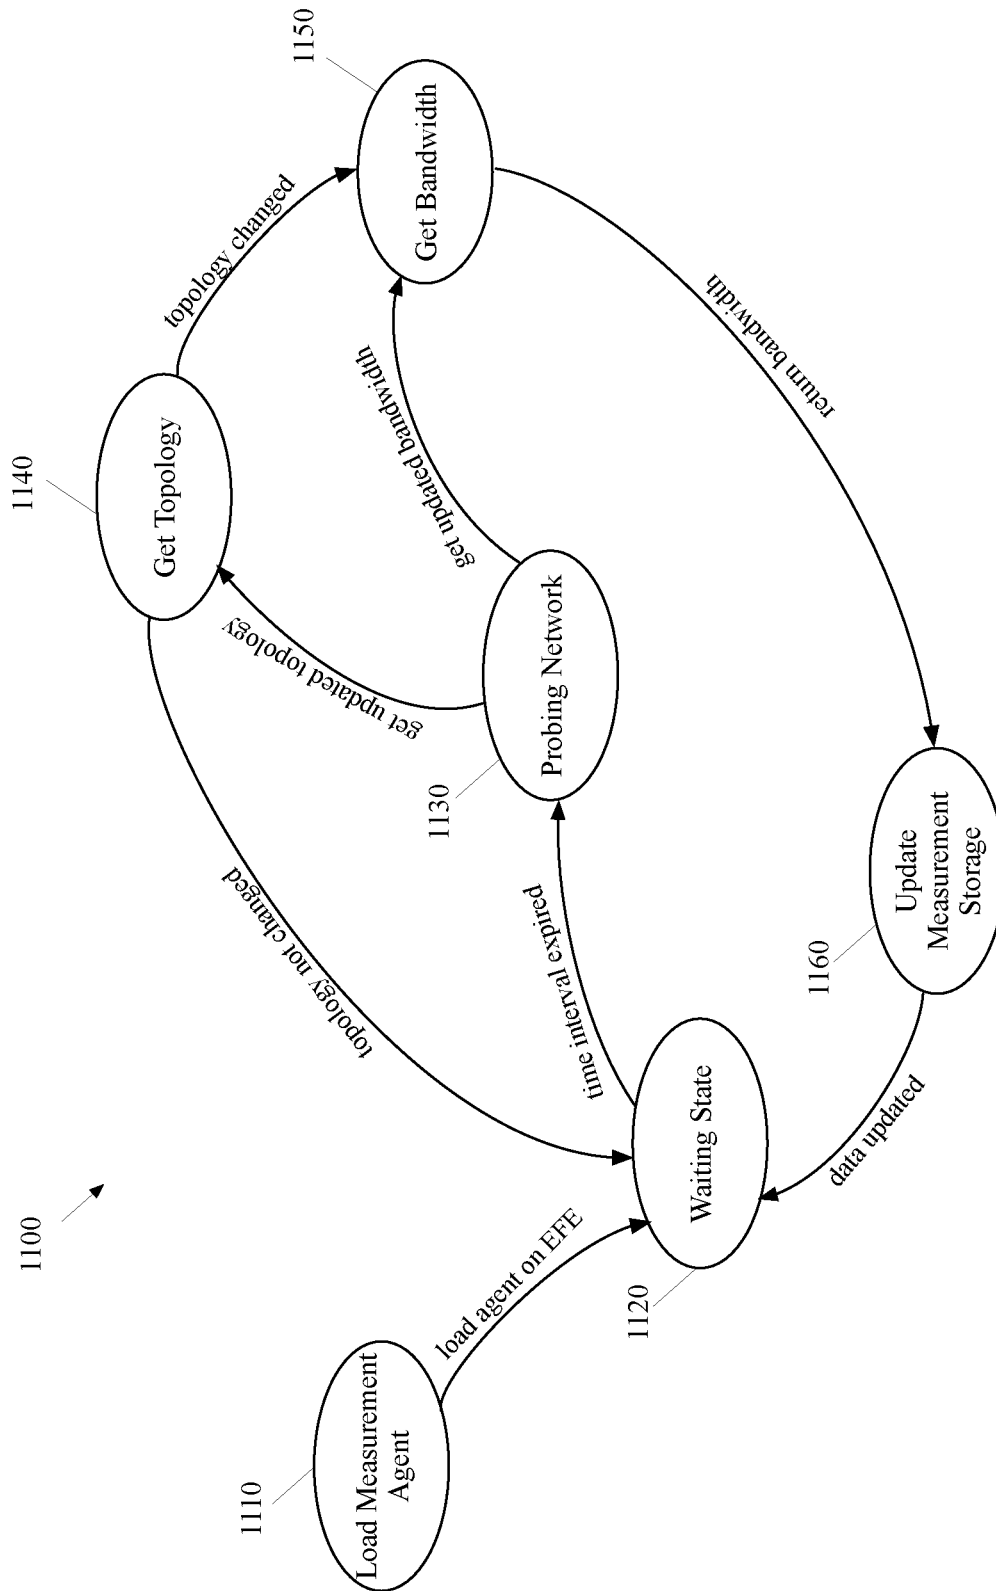 1100
1110
Load Measurement
Agent
load agent on EFE
1120
Waiting State
topology not changed
time interval expired
data updated
1130
Probing Network
get updated topology
get updated bandwidth
1140
Get Topology
topology changed
1150
Get Bandwidth
return bandwidth
1160
Update
Measurement
Storage